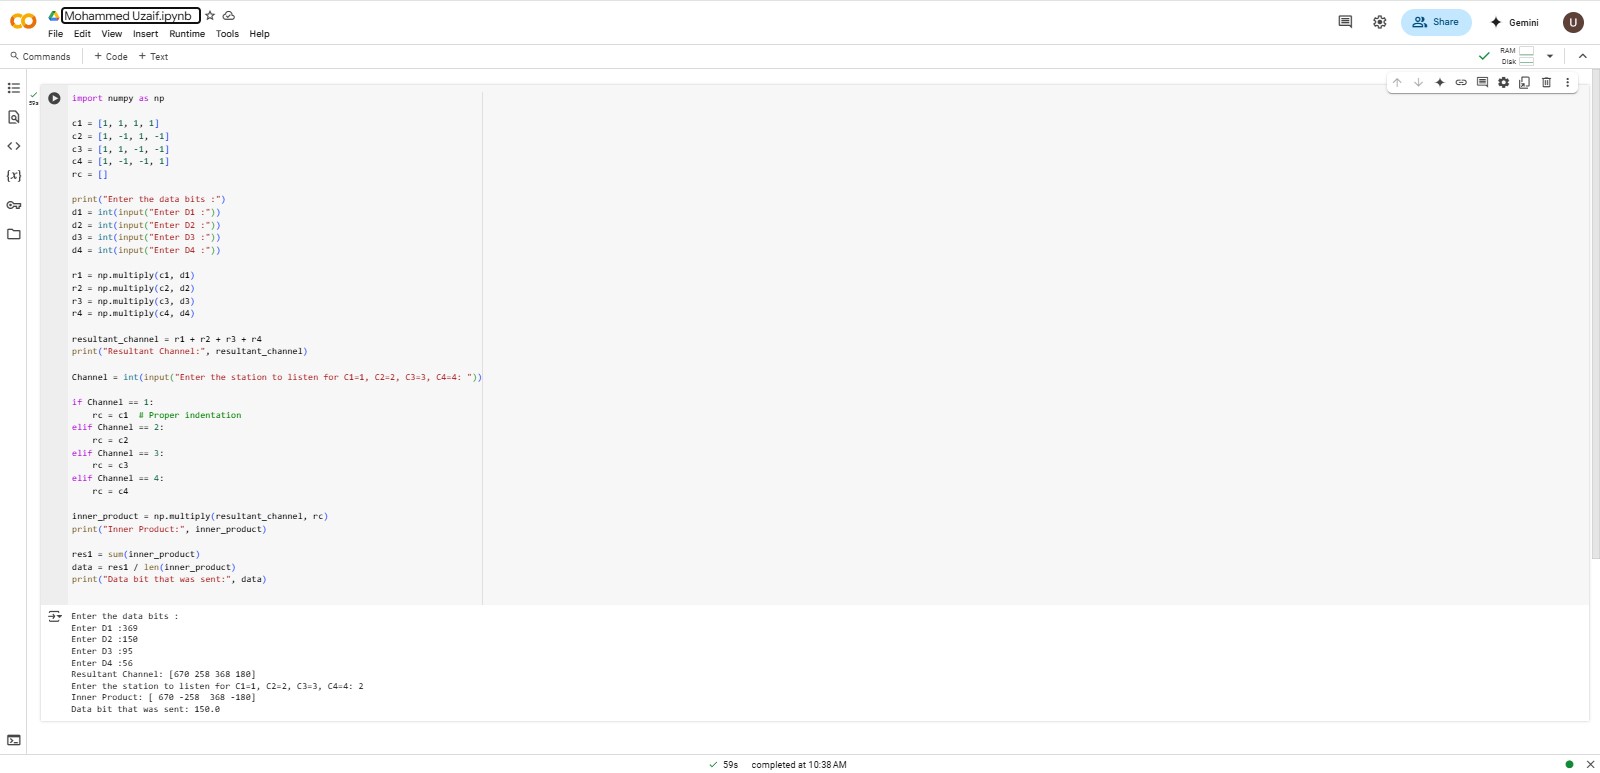 Mohammed Uzaif.ipynb
File Edit View Insert Runtime Tools Help
Share
Gemini
U
Commands + Code + Text
RAM
Disk
59s
import numpy as np
c1 = [1, 1, 1, 1]
c2 = [1, -1, 1, -1]
c3 = [1, 1, -1, -1]
c4 = [1, -1, -1, 1]
rc = []
print("Enter the data bits :")
d1 = int(input("Enter D1 :"))
d2 = int(input("Enter D2 :"))
d3 = int(input("Enter D3 :"))
d4 = int(input("Enter D4 :"))
r1 = np.multiply(c1, d1)
r2 = np.multiply(c2, d2)
r3 = np.multiply(c3, d3)
r4 = np.multiply(c4, d4)
resultant_channel = r1 + r2 + r3 + r4
print("Resultant Channel:", resultant_channel)
Channel = int(input("Enter the station to listen for C1=1, C2=2, C3=3, C4=4: "))
if Channel == 1:
    rc = c1  # Proper indentation
elif Channel == 2:
    rc = c2
elif Channel == 3:
    rc = c3
elif Channel == 4:
    rc = c4
inner_product = np.multiply(resultant_channel, rc)
print("Inner Product:", inner_product)
res1 = sum(inner_product)
data = res1 / len(inner_product)
print("Data bit that was sent:", data)
Enter the data bits :
Enter D1 :369
Enter D2 :150
Enter D3 :95
Enter D4 :56
Resultant Channel: [670 258 368 180]
Enter the station to listen for C1=1, C2=2, C3=3, C4=4: 2
Inner Product: [ 670 -258  368 -180]
Data bit that was sent: 150.0
59s completed at 10:38 AM